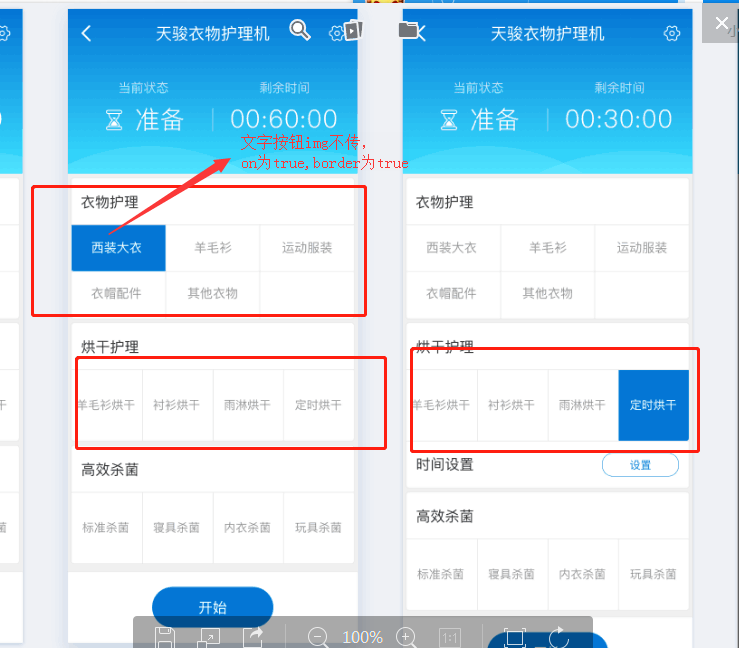 天骏衣物护理机
当前状态
剩余时间
准备
00:60:00
文字按钮img不传,
on为true,border为true
衣物护理
西装大衣
羊毛衫
运动服装
衣帽配件
其他衣物
烘干护理
羊毛衫烘干
衬衫烘干
雨淋烘干
定时烘干
高效杀菌
标准杀菌
寝具杀菌
内衣杀菌
玩具杀菌
开始
天骏衣物护理机
当前状态
剩余时间
准备
00:30:00
衣物护理
西装大衣
羊毛衫
运动服装
衣帽配件
其他衣物
烘干护理
羊毛衫烘干
衬衫烘干
雨淋烘干
定时烘干
时间设置
设置
高效杀菌
标准杀菌
寝具杀菌
内衣杀菌
玩具杀菌
100%
1:1